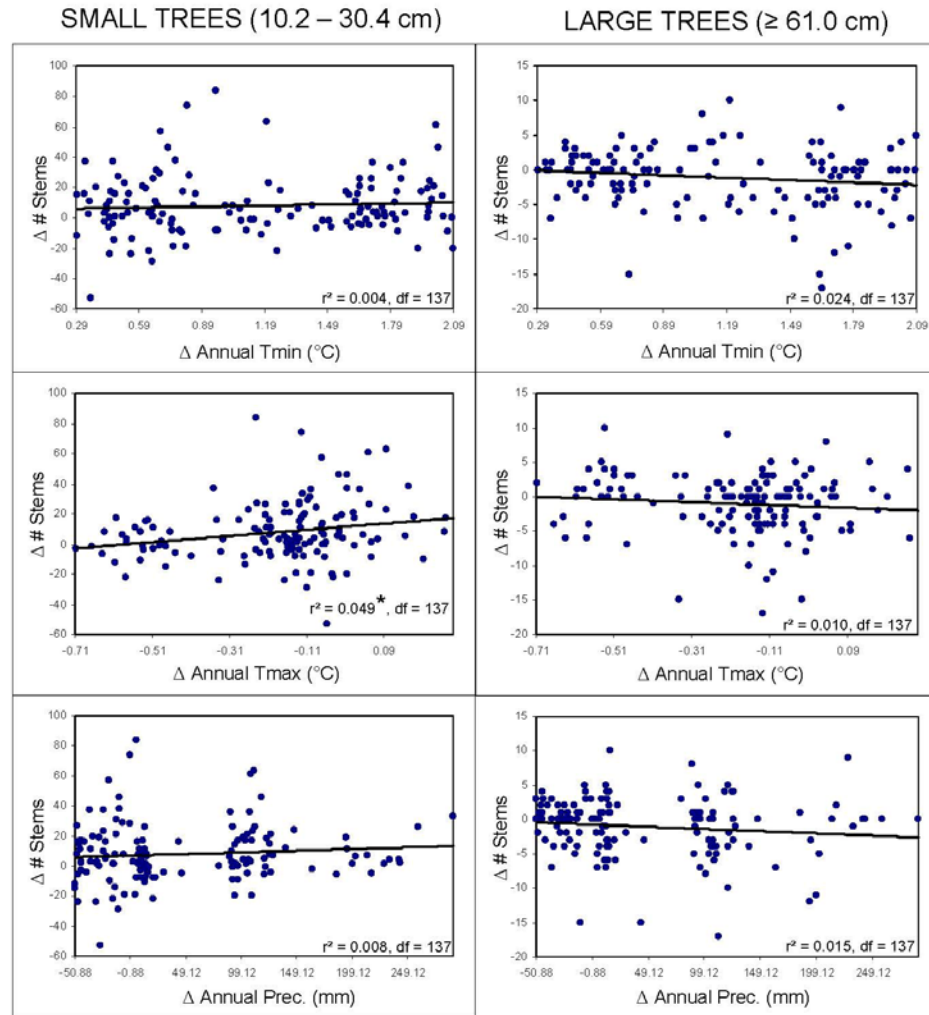 SMALL TREES (10.2 – 30.4 cm)
LARGE TREES (≥ 61.0 cm)
100
80
60
40
20
0
-20
-40
-60
Δ # Stems
r² = 0.004, df = 137
0.29 0.59 0.89 1.19 1.49 1.79 2.09
Δ Annual Tmin (°C)
15
10
5
0
-5
-10
-15
-20
Δ # Stems
r² = 0.024, df = 137
0.29 0.59 0.89 1.19 1.49 1.79 2.09
Δ Annual Tmin (°C)
100
80
60
40
20
0
-20
-40
-60
Δ # Stems
r² = 0.049*, df = 137
-0.71 -0.51 -0.31 -0.11 0.09
Δ Annual Tmax (°C)
15
10
5
0
-5
-10
-15
-20
Δ # Stems
r² = 0.010, df = 137
-0.71 -0.51 -0.31 -0.11 0.09
Δ Annual Tmax (°C)
100
80
60
40
20
0
-20
-40
-60
Δ # Stems
r² = 0.008, df = 137
-50.88 -0.88 49.12 99.12 149.12 199.12 249.12
Δ Annual Prec. (mm)
15
10
5
0
-5
-10
-15
-20
Δ # Stems
r² = 0.015, df = 137
-50.88 -0.88 49.12 99.12 149.12 199.12 249.12
Δ Annual Prec. (mm)